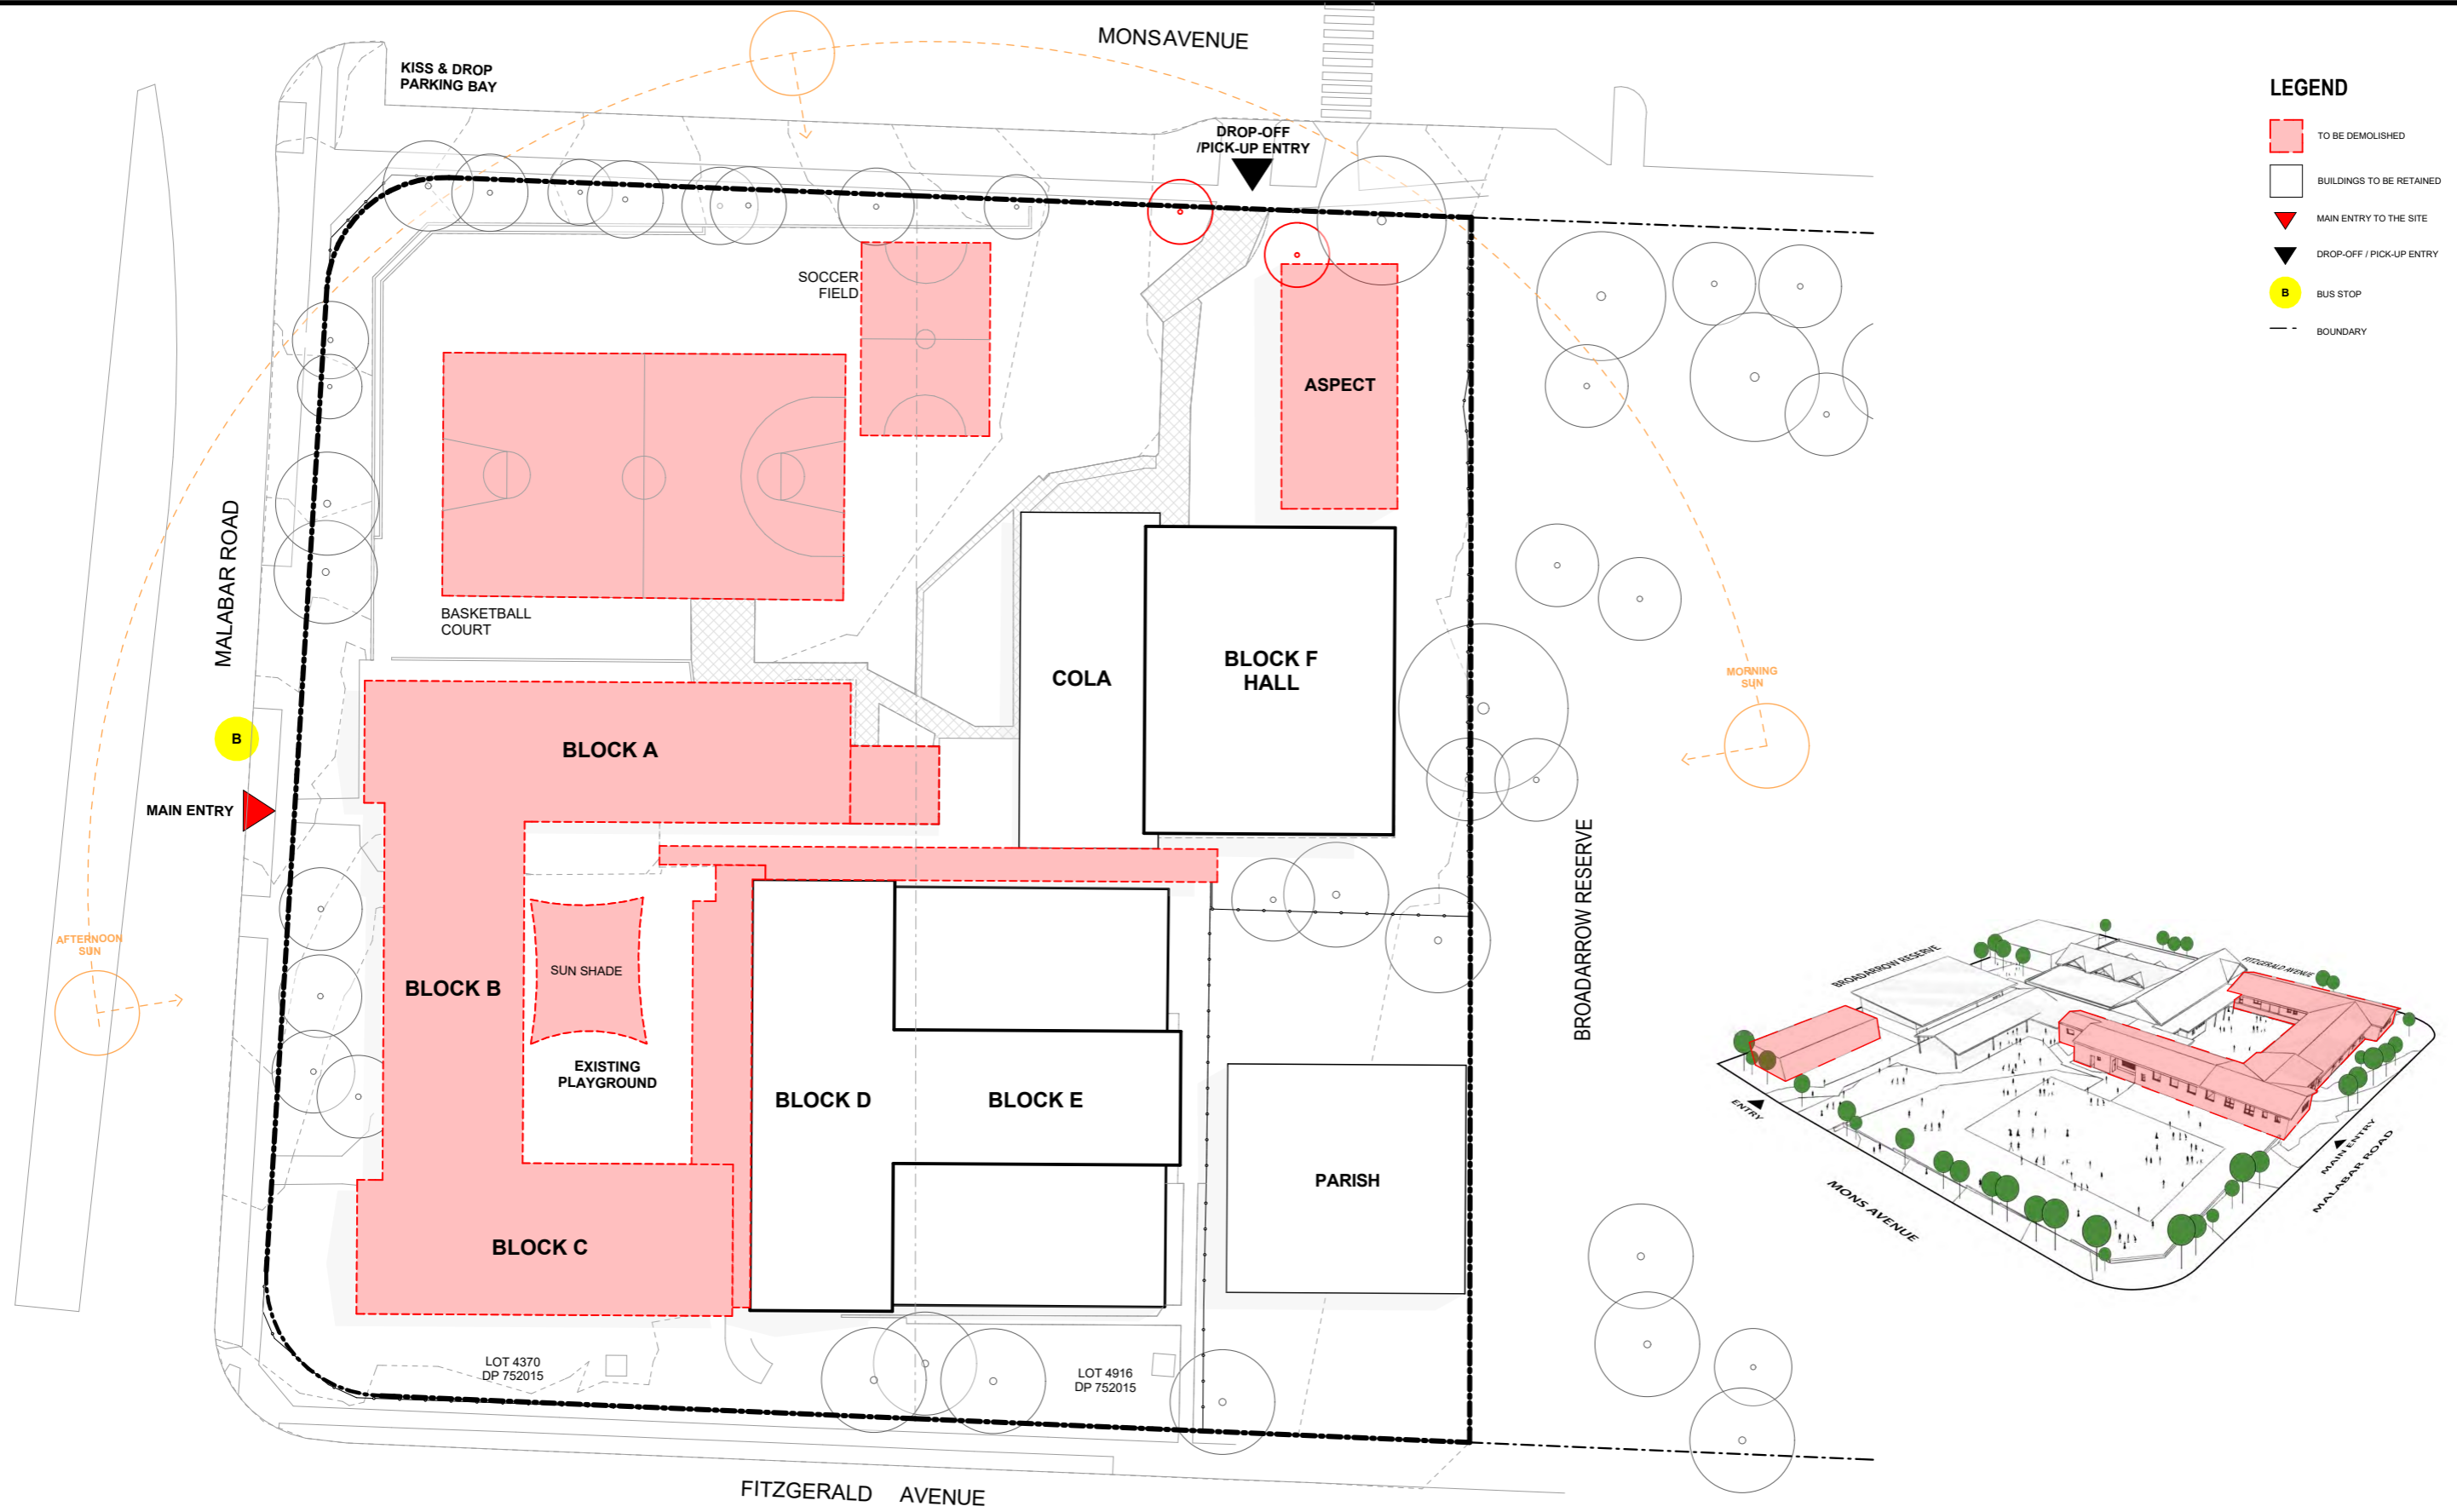 MONSAVENUE
KISS & DROP
PARKING BAY
DROP-OFF
/PICK-UP ENTRY
LEGEND
TO BE DEMOLISHED
BUILDINGS TO BE RETAINED
MAIN ENTRY TO THE SITE
DROP-OFF / PICK-UP ENTRY
B
BUS STOP
BOUNDARY
SOCCER
FIELD
ASPECT
MALABAR ROAD
BASKETBALL
COURT
COLA
BLOCK F
HALL
MORNING
SUN
B
BLOCK A
MAIN ENTRY
BROADARROW RESERVE
AFTERNOON
SUN
BLOCK B
SUN SHADE
EXISTING
PLAYGROUND
BLOCK D
BLOCK E
PARISH
BLOCK C
LOT 4370
DP 752015
LOT 4916
DP 752015
FITZGERALD AVENUE
BROADARROW RESERVE
FITZGERALD AVENUE
ENTRY
MONS AVENUE
MAIN ENTRY
MALABAR ROAD